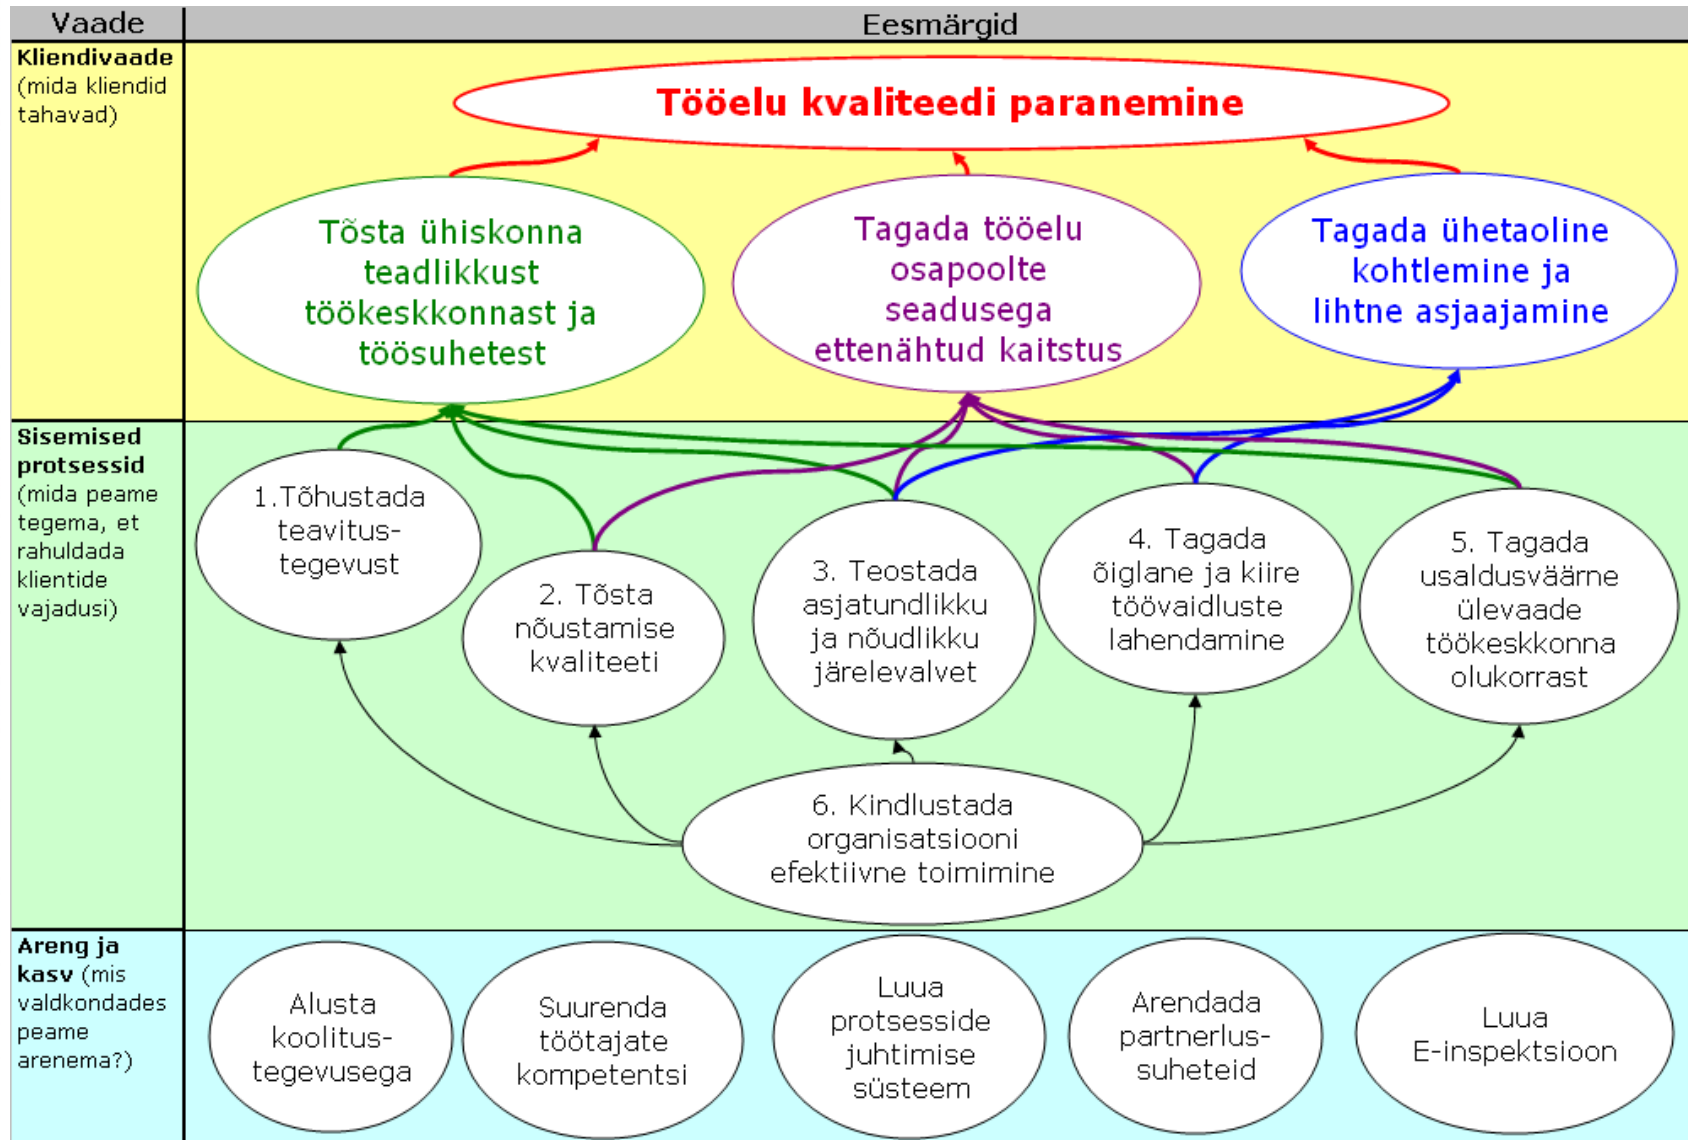 Vaade
Eesmärgid
Kliendivaade
(mida kliendid
tahavad)
Tööelu kvaliteedi paranemine
Tõsta ühiskonna
teadlikkust
töökeskkonnast ja
töösuhetest
Tagada tööelu
osapoolte
seadusega
ettenähtud kaitstus
Tagada ühetaoline
kohtlemine ja
lihtne asjaajamine
Sisemised
protsessid
(mida peame
tegema, et
rahuldada
klientide
vajadusi)
1.Tõhustada
teavitus-
tegevust
2. Tõsta
nõustamise
kvaliteeti
3. Teostada
asjatundlikku
ja nõudlikku
järelevalvet
4. Tagada
õiglane ja kiire
töövaidluste
lahendamine
5. Tagada
usaldusväärne
ülevaade
töökeskkonna
olukorrast
6. Kindlustada
organisatsiooni
efektiivne toimimine
Areng ja
kasv (mis
valdkondades
peame
arenema?)
Alusta
koolitus-
tegevusega
Suurenda
töötajate
kompetentsi
Luua
protsesside
juhtimise
süsteem
Arendada
partnerlus-
suheteid
Luua
E-inspektsioon